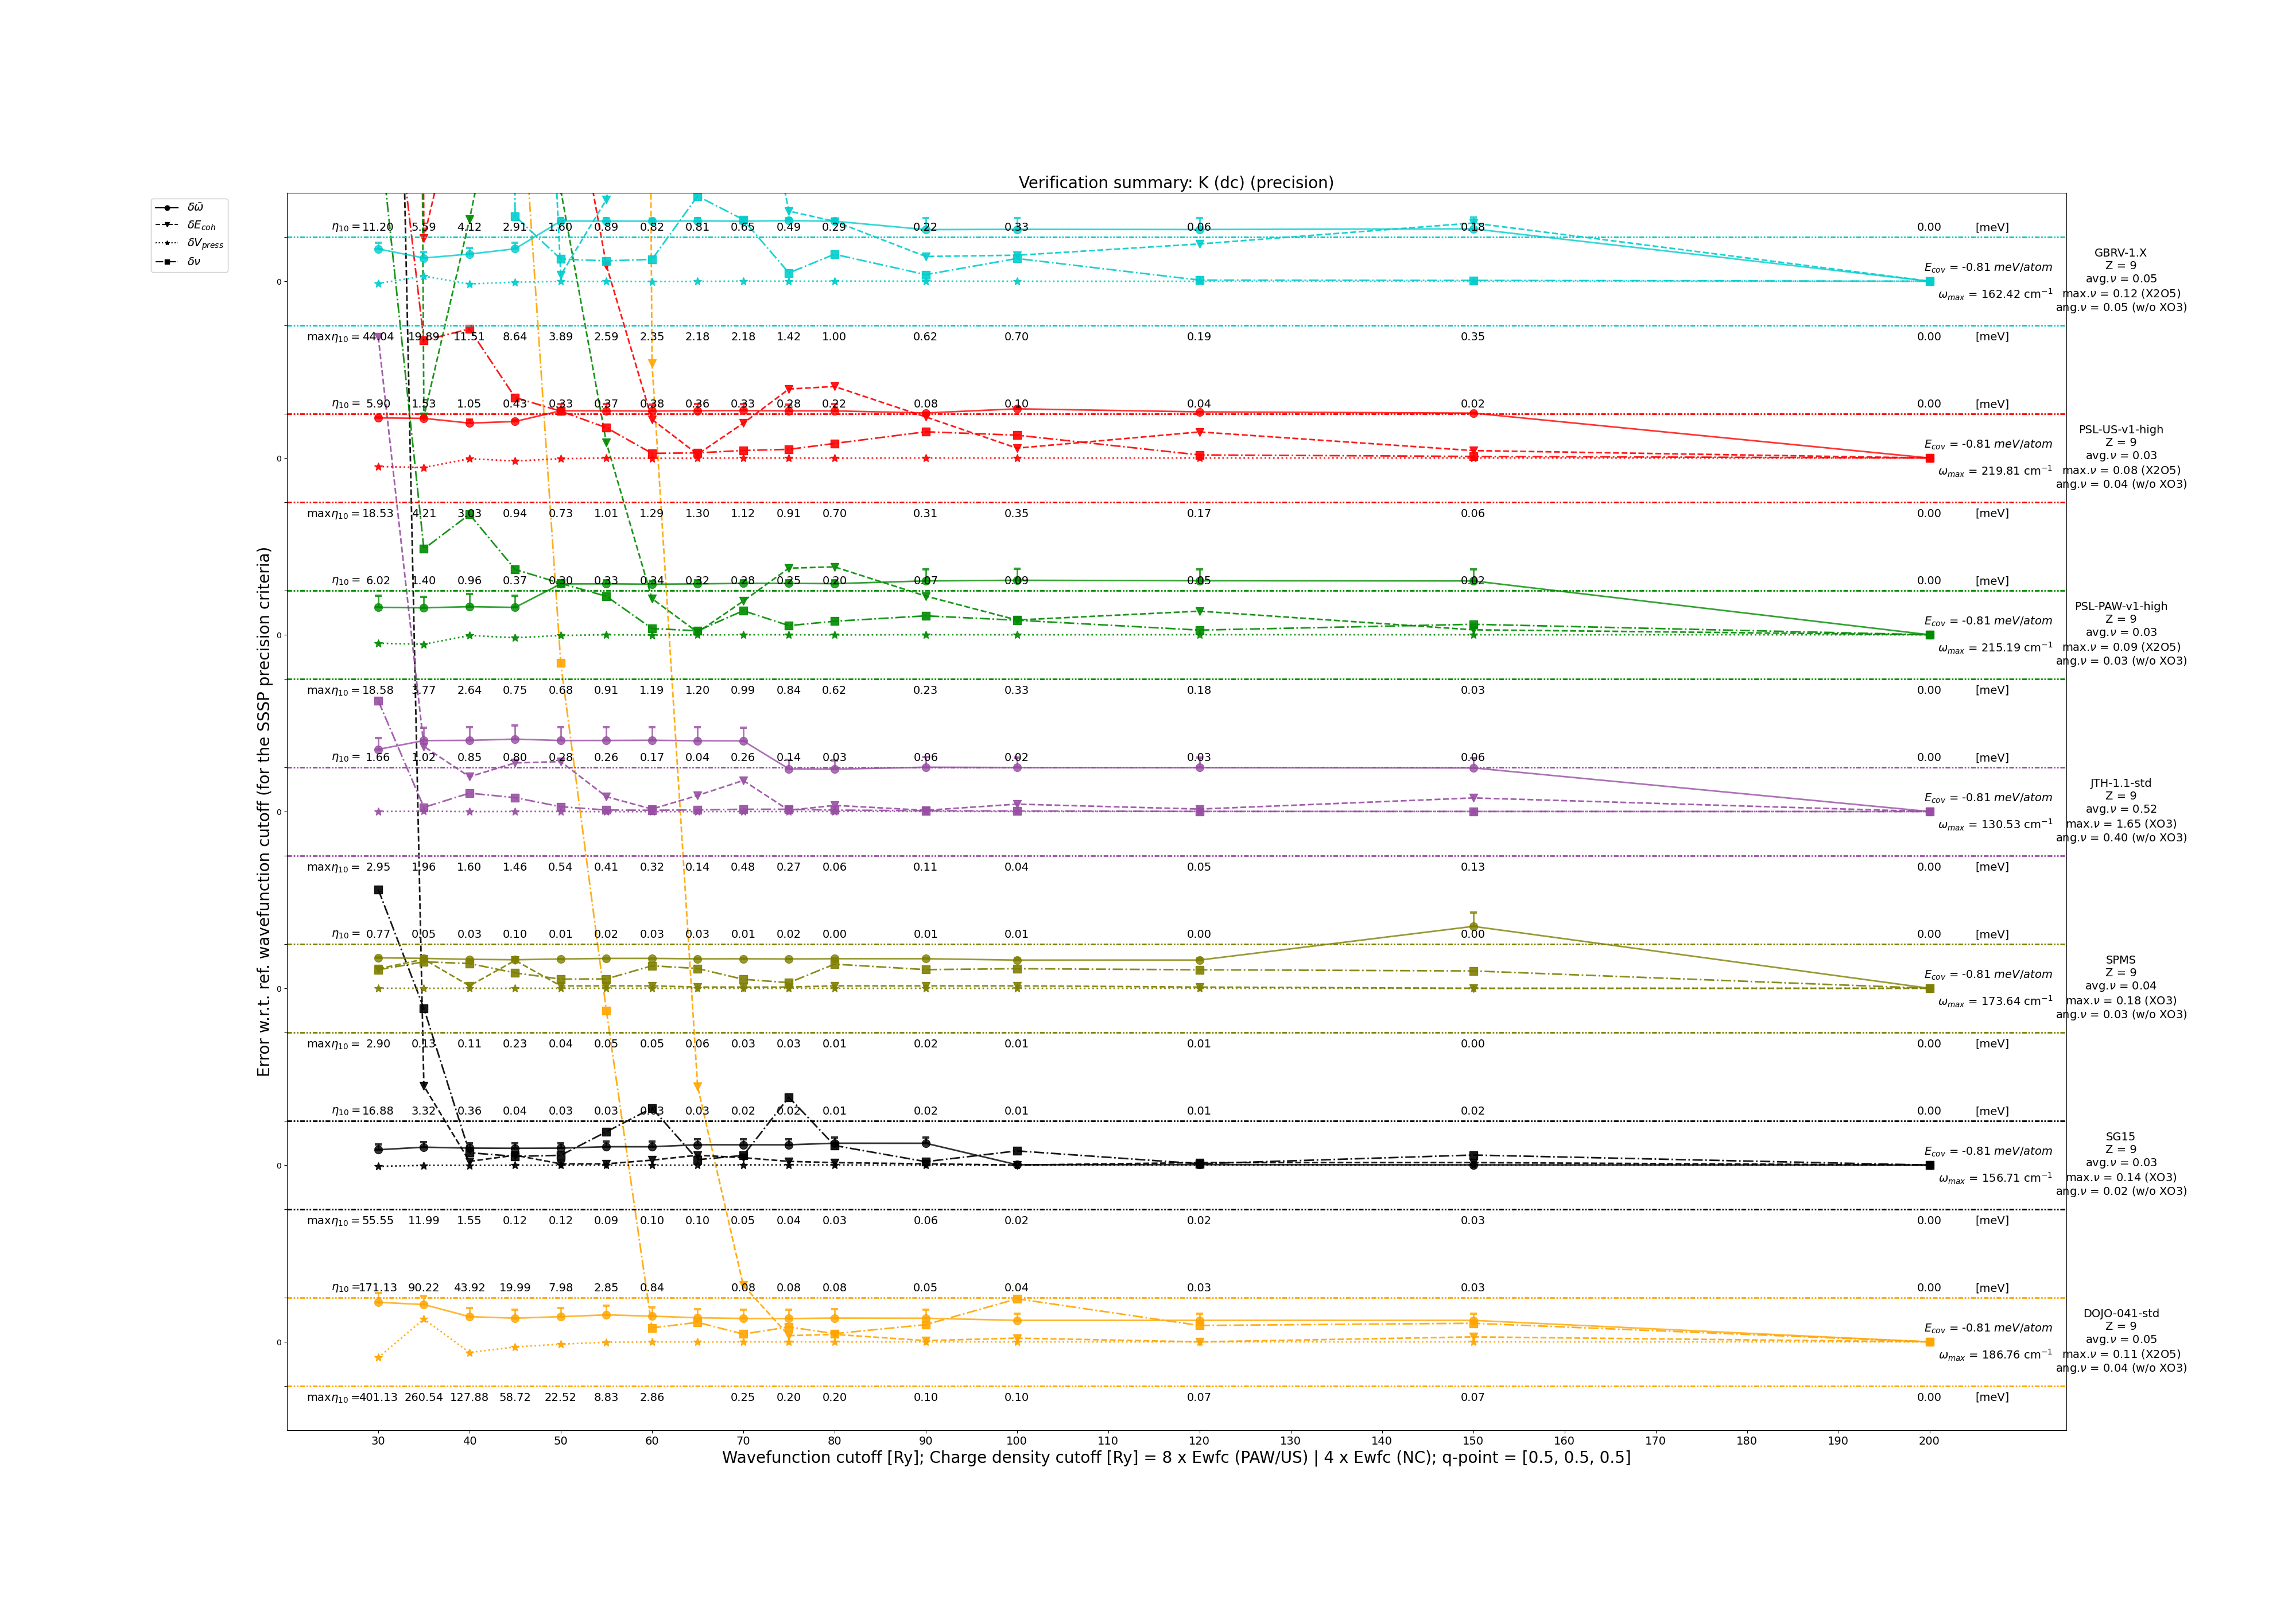 Verification summary: K (dc) (precision)
δω̄
δE_coh
δV_press
δν
Error w.r.t. ref. wavefunction cutoff (for the SSSP precision criteria)
η₁₀ = 11.20 5.59 4.12 2.91 1.60 0.89 0.82 0.81 0.65 0.49 0.29 0.22 0.33 0.06 0.18 0.00 [meV]
0
E_cov = -0.81 meV/atom
ω_max = 162.42 cm⁻¹
GBRV-1.X
Z = 9
avg.ν = 0.05
max.ν = 0.12 (X2O5)
ang.ν = 0.05 (w/o XO3)
maxη₁₀ = 44.04 19.89 11.51 8.64 3.89 2.59 2.35 2.18 2.18 1.42 1.00 0.62 0.70 0.19 0.35 0.00 [meV]
η₁₀ = 5.90 1.53 1.05 0.43 0.33 0.37 0.38 0.36 0.33 0.28 0.22 0.08 0.10 0.04 0.02 0.00 [meV]
0
E_cov = -0.81 meV/atom
ω_max = 219.81 cm⁻¹
PSL-US-v1-high
Z = 9
avg.ν = 0.03
max.ν = 0.08 (X2O5)
ang.ν = 0.04 (w/o XO3)
maxη₁₀ = 18.53 4.21 3.03 0.94 0.73 1.01 1.29 1.30 1.12 0.91 0.70 0.31 0.35 0.17 0.06 0.00 [meV]
η₁₀ = 6.02 1.40 0.96 0.37 0.30 0.33 0.34 0.32 0.28 0.25 0.20 0.07 0.09 0.05 0.02 0.00 [meV]
0
E_cov = -0.81 meV/atom
ω_max = 215.19 cm⁻¹
PSL-PAW-v1-high
Z = 9
avg.ν = 0.03
max.ν = 0.09 (X2O5)
ang.ν = 0.03 (w/o XO3)
maxη₁₀ = 18.58 3.77 2.64 0.75 0.68 0.91 1.19 1.20 0.99 0.84 0.62 0.23 0.33 0.18 0.03 0.00 [meV]
η₁₀ = 1.66 1.02 0.85 0.80 0.28 0.26 0.17 0.04 0.26 0.14 0.03 0.06 0.02 0.03 0.06 0.00 [meV]
0
E_cov = -0.81 meV/atom
ω_max = 130.53 cm⁻¹
JTH-1.1-std
Z = 9
avg.ν = 0.52
max.ν = 1.65 (XO3)
ang.ν = 0.40 (w/o XO3)
maxη₁₀ = 2.95 1.96 1.60 1.46 0.54 0.41 0.32 0.14 0.48 0.27 0.06 0.11 0.04 0.05 0.13 0.00 [meV]
η₁₀ = 0.77 0.05 0.03 0.10 0.01 0.02 0.03 0.03 0.01 0.02 0.00 0.01 0.01 0.00 0.00 0.00 [meV]
0
E_cov = -0.81 meV/atom
ω_max = 173.64 cm⁻¹
SPMS
Z = 9
avg.ν = 0.04
max.ν = 0.18 (XO3)
ang.ν = 0.03 (w/o XO3)
maxη₁₀ = 2.90 0.13 0.11 0.23 0.04 0.05 0.05 0.06 0.03 0.03 0.01 0.02 0.01 0.01 0.00 0.00 [meV]
η₁₀ = 16.88 3.32 0.36 0.04 0.03 0.03 0.03 0.03 0.02 0.02 0.01 0.02 0.01 0.01 0.02 0.00 [meV]
0
E_cov = -0.81 meV/atom
ω_max = 156.71 cm⁻¹
SG15
Z = 9
avg.ν = 0.03
max.ν = 0.14 (XO3)
ang.ν = 0.02 (w/o XO3)
maxη₁₀ = 55.55 11.99 1.55 0.12 0.12 0.09 0.10 0.10 0.05 0.04 0.03 0.06 0.02 0.02 0.03 0.00 [meV]
η₁₀ = 171.13 90.22 43.92 19.99 7.98 2.85 0.84 0.08 0.08 0.08 0.05 0.04 0.03 0.03 0.00 [meV]
0
E_cov = -0.81 meV/atom
ω_max = 186.76 cm⁻¹
DOJO-041-std
Z = 9
avg.ν = 0.05
max.ν = 0.11 (X2O5)
ang.ν = 0.04 (w/o XO3)
maxη₁₀ = 401.13 260.54 127.88 58.72 22.52 8.83 2.86 0.25 0.20 0.20 0.10 0.10 0.07 0.07 0.00 [meV]
30 40 50 60 70 80 90 100 110 120 130 140 150 160 170 180 190 200
Wavefunction cutoff [Ry]; Charge density cutoff [Ry] = 8 x Ewfc (PAW/US) | 4 x Ewfc (NC); q-point = [0.5, 0.5, 0.5]